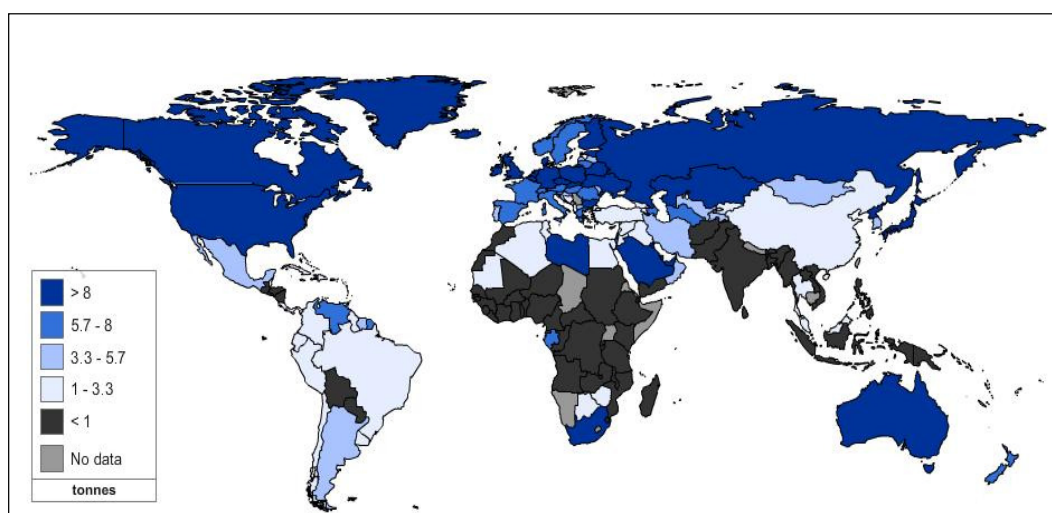 > 8
5.7 - 8
3.3 - 5.7
1 - 3.3
< 1
No data
tonnes